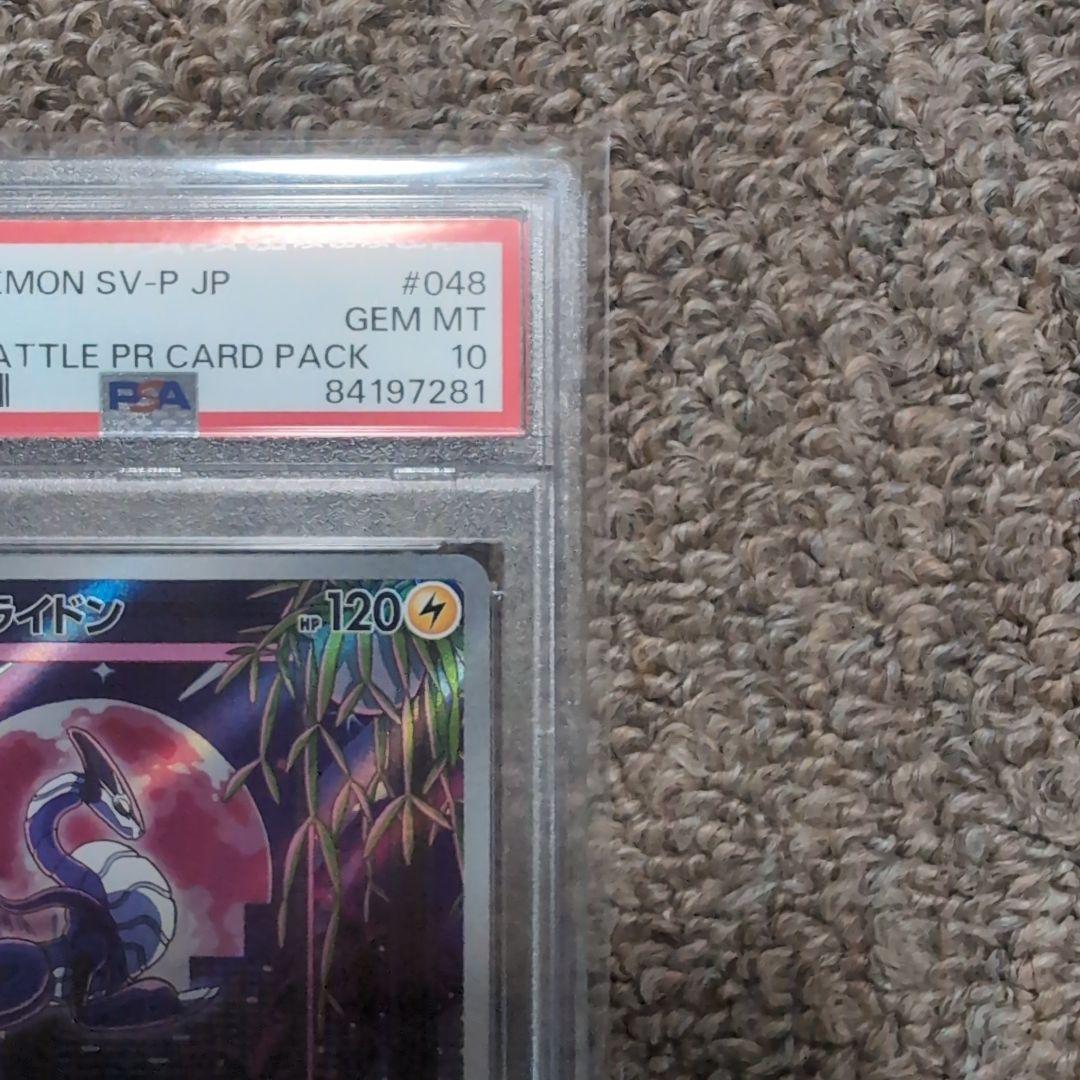 EMON SV-P JP #048
GEM MT
ATTLE PR CARD PACK 10
PSA 84197281
ライドン HP 120